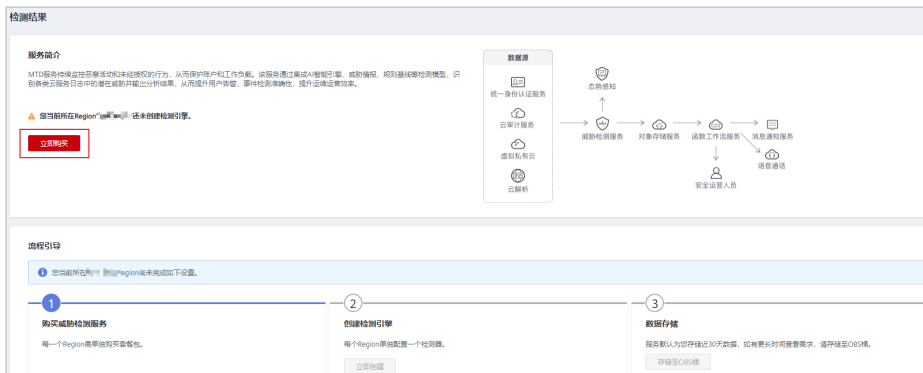 检测结果
服务简介
MTD服务持续监控恶意活动和未经授权的行为，从而保护账户和工作负载。该服务通过集成AI智能引擎、威胁情报、规则基线等检测模型，识
别各类云服务日志中的潜在威胁并输出分析结果，从而提升用户告警、事件检测准确性，提升运维运营效率。
您当前所在Region“ ”还未创建检测引擎。
立即购买
数据源
统一身份认证服务
云审计服务
虚拟私有云
云解析
态势感知
威胁检测服务
对象存储服务
函数工作流服务
消息通知服务
语音通话
安全运营人员
流程引导
您当前所在 Region尚未完成如下设置。
1
2
3
购买威胁检测服务
创建检测引擎
数据存储
每一个Region需单独购买套餐包。
每个Region单独配置一个检测器。
服务默认为您存储近30天数据，如有更长时间查看需求，请存储至OBS桶。
立即创建
存储至OBS桶